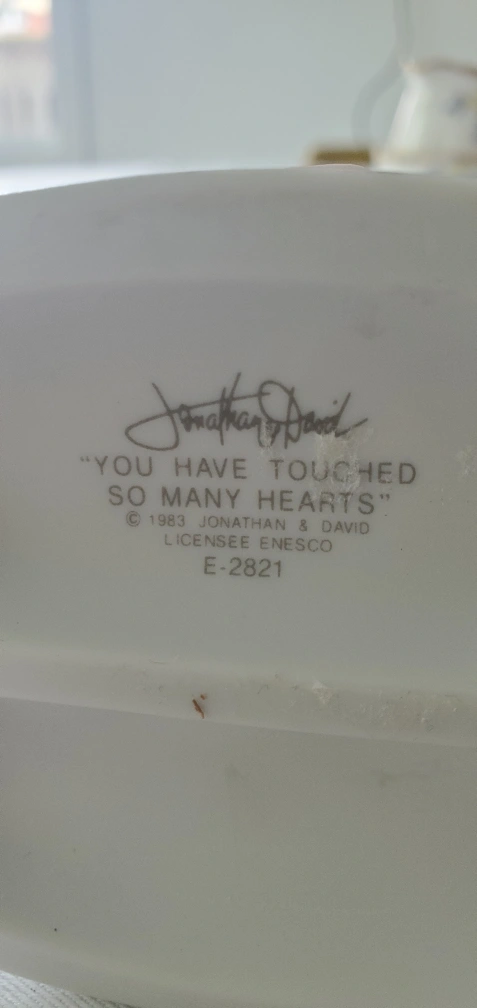 Jonathan & David
"YOU HAVE TOUCHED
SO MANY HEARTS"
© 1983 JONATHAN & DAVID
LICENSEE ENESCO
E-2821